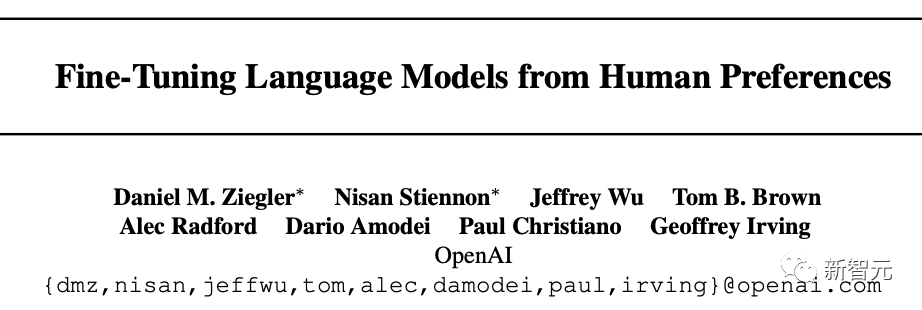 Fine-Tuning Language Models from Human Preferences
Daniel M. Ziegler* Nisan Stiennon* Jeffrey Wu Tom B. Brown
Alec Radford Dario Amodei Paul Christiano Geoffrey Irving
OpenAI
{dmz,nisan,jeffwu,tom,alec,damodei,paul,irving}@openai.com
新智元